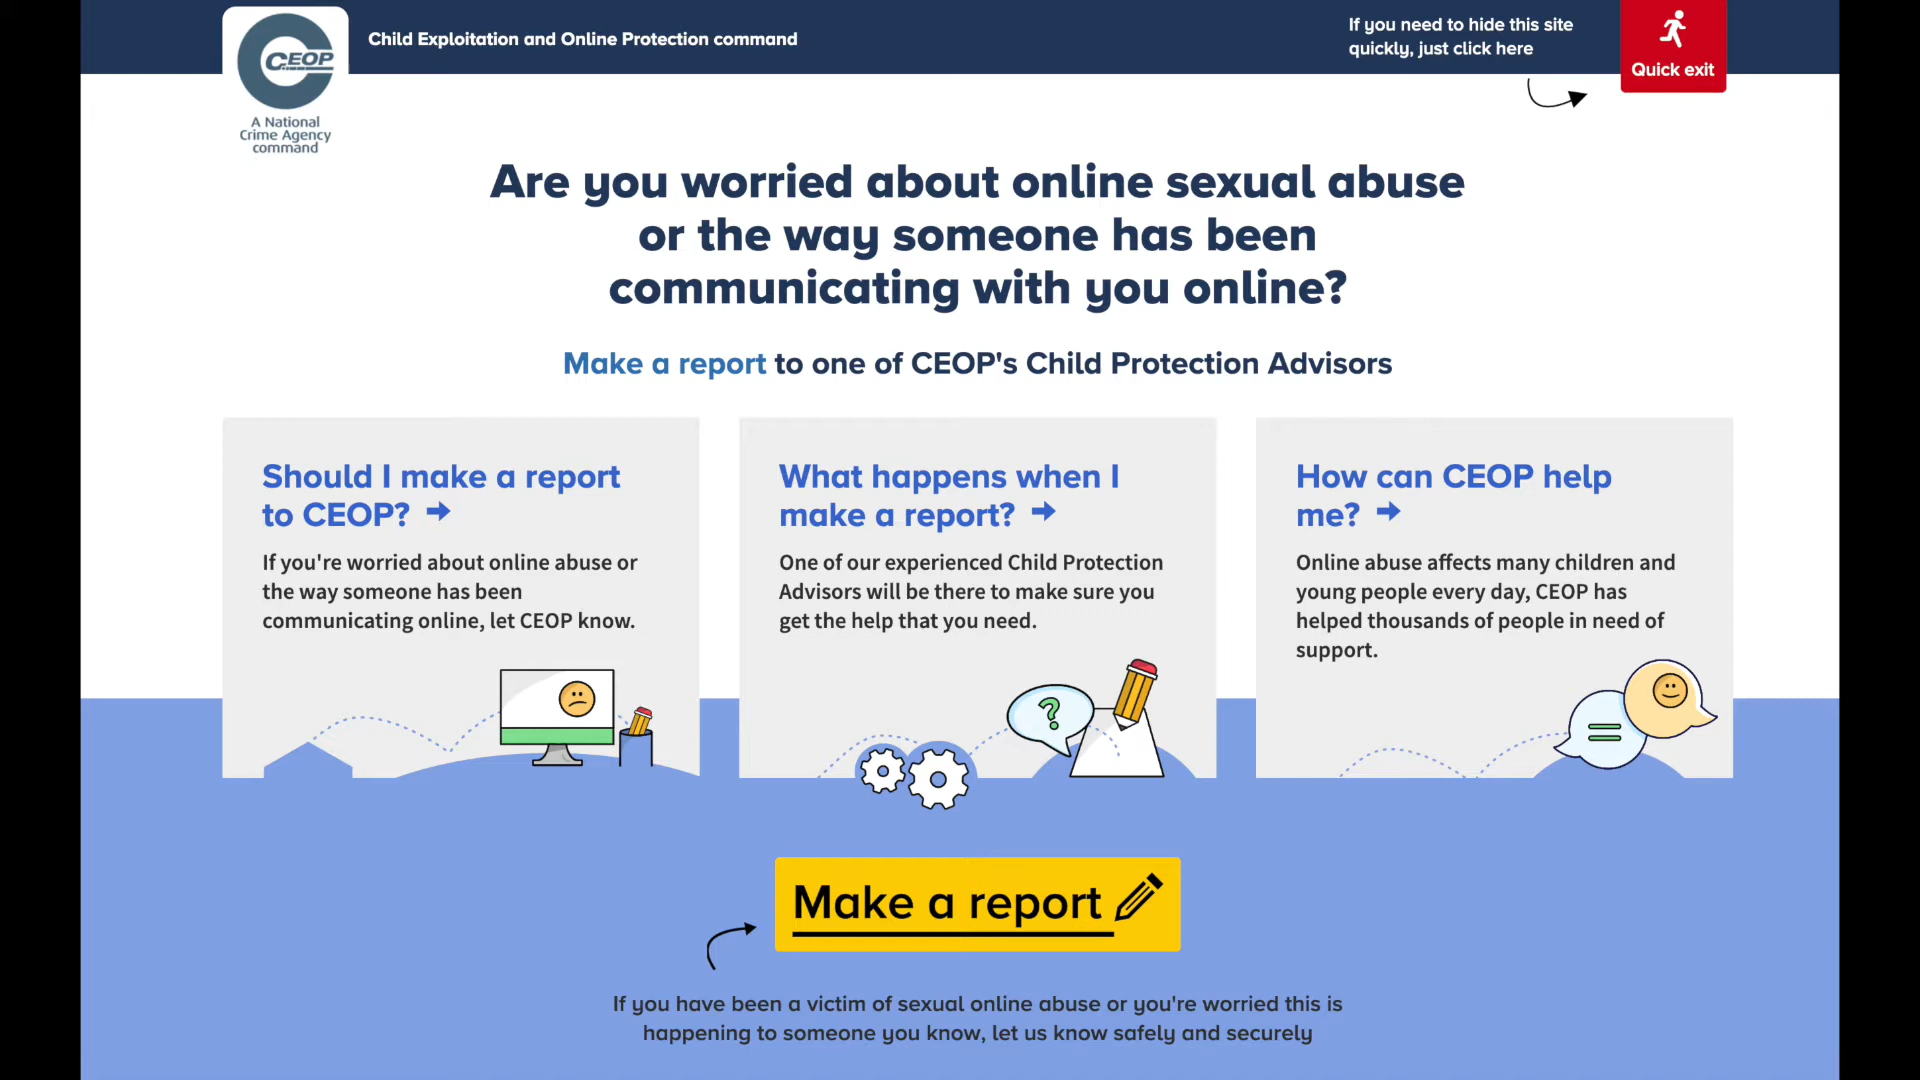 CEOP
A National
Crime Agency
command
Child Exploitation and Online Protection command
If you need to hide this site
quickly, just click here
Quick exit
Are you worried about online sexual abuse
or the way someone has been
communicating with you online?
Make a report to one of CEOP's Child Protection Advisors
Should I make a report
to CEOP?
If you're worried about online abuse or
the way someone has been
communicating online, let CEOP know.
What happens when I
make a report?
One of our experienced Child Protection
Advisors will be there to make sure you
get the help that you need.
?
How can CEOP help
me?
Online abuse affects many children and
young people every day, CEOP has
helped thousands of people in need of
support.
Make a report
If you have been a victim of sexual online abuse or you're worried this is
happening to someone you know, let us know safely and securely